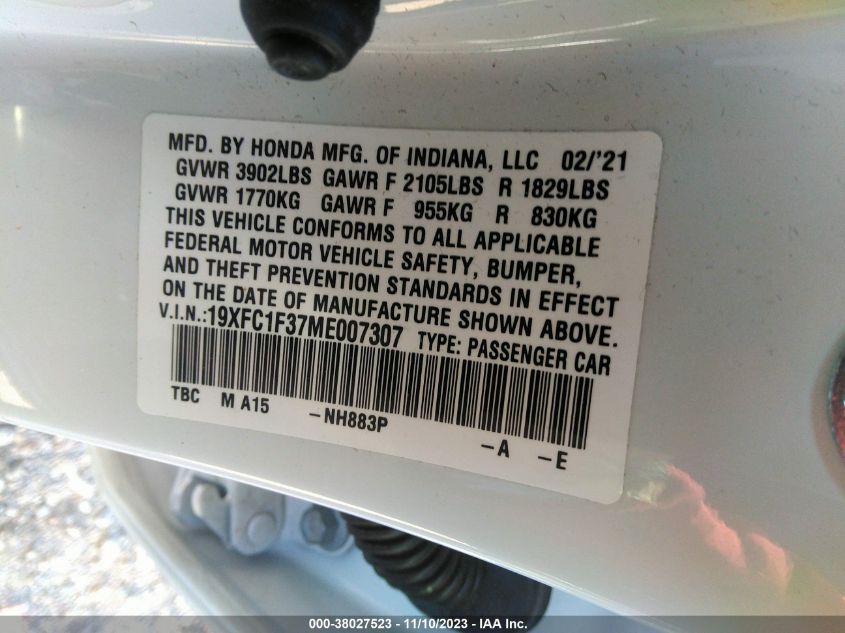 MFD. BY HONDA MFG. OF INDIANA, LLC 02/'21
GVWR 3902LBS GAWR F 2105LBS R 1829LBS
GVWR 1770KG GAWR F 955KG R 830KG
THIS VEHICLE CONFORMS TO ALL APPLICABLE
FEDERAL MOTOR VEHICLE SAFETY, BUMPER,
AND THEFT PREVENTION STANDARDS IN EFFECT
ON THE DATE OF MANUFACTURE SHOWN ABOVE.
V.I.N.:19XFC1F37ME007307 TYPE: PASSENGER CAR
TBC M A15 -NH883P -A -E
000-38027523 - 11/10/2023 - IAA Inc.